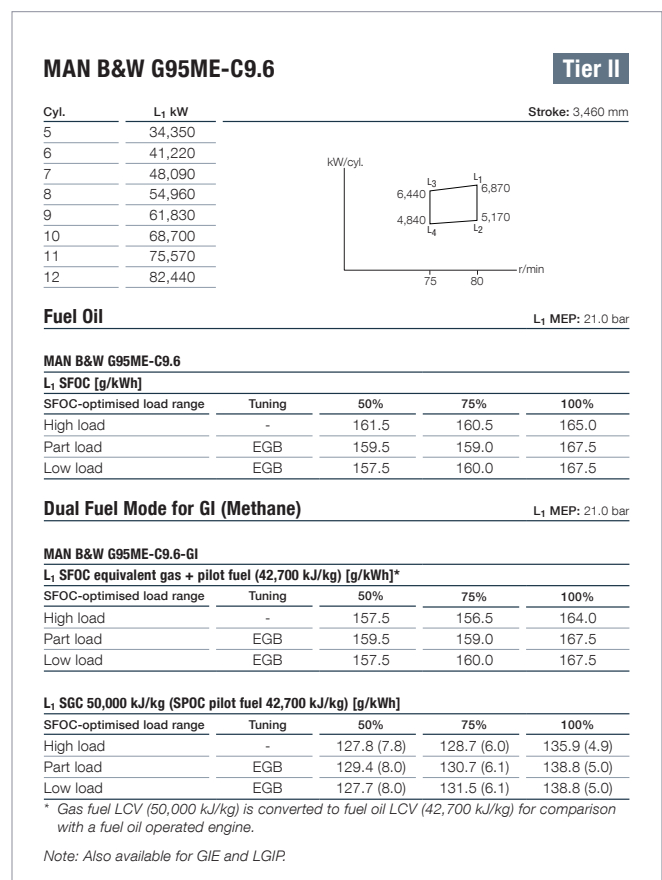 MAN B&W G95ME-C9.6 Tier II
Cyl. L1 kW Stroke: 3,460 mm
5 34,350
6 41,220
7 48,090
8 54,960
9 61,830
10 68,700
11 75,570
12 82,440
kW/cyl.
L3 L1
6,440 6,870
4,840 5,170
L4 L2
r/min
75 80
Fuel Oil L1 MEP: 21.0 bar
MAN B&W G95ME-C9.6
L1 SFOC [g/kWh]
SFOC-optimised load range Tuning 50% 75% 100%
High load - 161.5 160.5 165.0
Part load EGB 159.5 159.0 167.5
Low load EGB 157.5 160.0 167.5
Dual Fuel Mode for GI (Methane) L1 MEP: 21.0 bar
MAN B&W G95ME-C9.6-GI
L1 SFOC equivalent gas + pilot fuel (42,700 kJ/kg) [g/kWh]*
SFOC-optimised load range Tuning 50% 75% 100%
High load - 157.5 156.5 164.0
Part load EGB 159.5 159.0 167.5
Low load EGB 157.5 160.0 167.5
L1 SGC 50,000 kJ/kg (SPOC pilot fuel 42,700 kJ/kg) [g/kWh]
SFOC-optimised load range Tuning 50% 75% 100%
High load - 127.8 (7.8) 128.7 (6.0) 135.9 (4.9)
Part load EGB 129.4 (8.0) 130.7 (6.1) 138.8 (5.0)
Low load EGB 127.7 (8.0) 131.5 (6.1) 138.8 (5.0)
* Gas fuel LCV (50,000 kJ/kg) is converted to fuel oil LCV (42,700 kJ/kg) for comparison
with a fuel oil operated engine.
Note: Also available for GIE and LGIP.